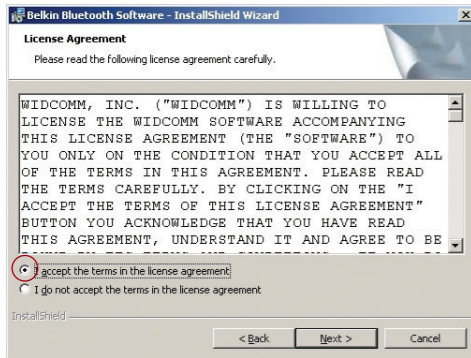 Belkin Bluetooth Software - InstallShield Wizard
License Agreement
Please read the following license agreement carefully.
WIDCOMM, INC. ("WIDCOMM") IS WILLING TO
LICENSE THE WIDCOMM SOFTWARE ACCOMPANYING
THIS LICENSE AGREEMENT (THE "SOFTWARE") TO
YOU ONLY ON THE CONDITION THAT YOU ACCEPT ALL
OF THE TERMS IN THIS AGREEMENT. PLEASE READ
THE TERMS CAREFULLY. BY CLICKING ON THE "I
ACCEPT THE TERMS OF THIS LICENSE AGREEMENT"
BUTTON YOU ACKNOWLEDGE THAT YOU HAVE READ
THIS AGREEMENT, UNDERSTAND IT AND AGREE TO BE
I accept the terms in the license agreement
I do not accept the terms in the license agreement
InstallShield
< Back Next > Cancel